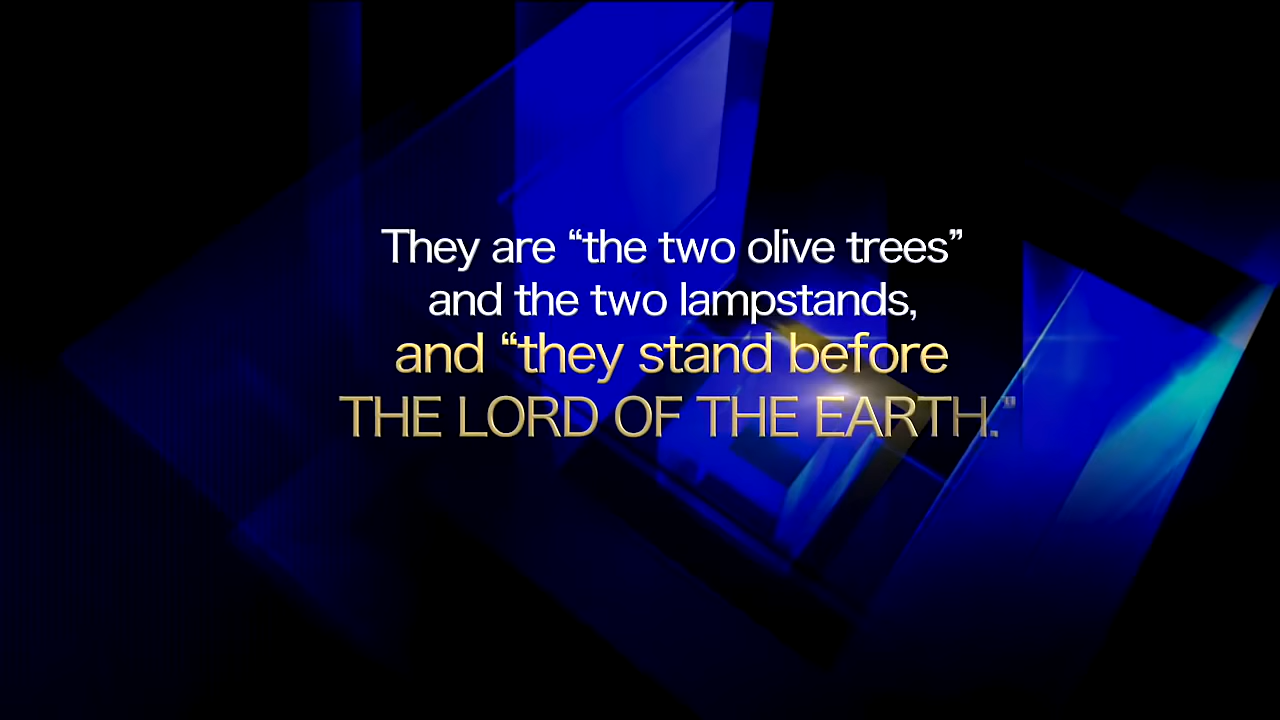 They are “the two olive trees”
and the two lampstands,
and “they stand before
THE LORD OF THE EARTH.”